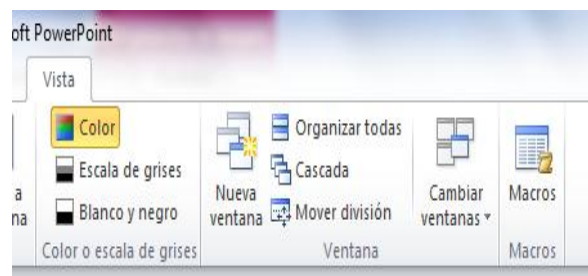 oft PowerPoint
Vista
Color
Escala de grises
Blanco y negro
Color o escala de grises
a
na
Nueva
ventana
Organizar todas
Cascada
Mover división
Cambiar
ventanas
Ventana
Macros
Macros